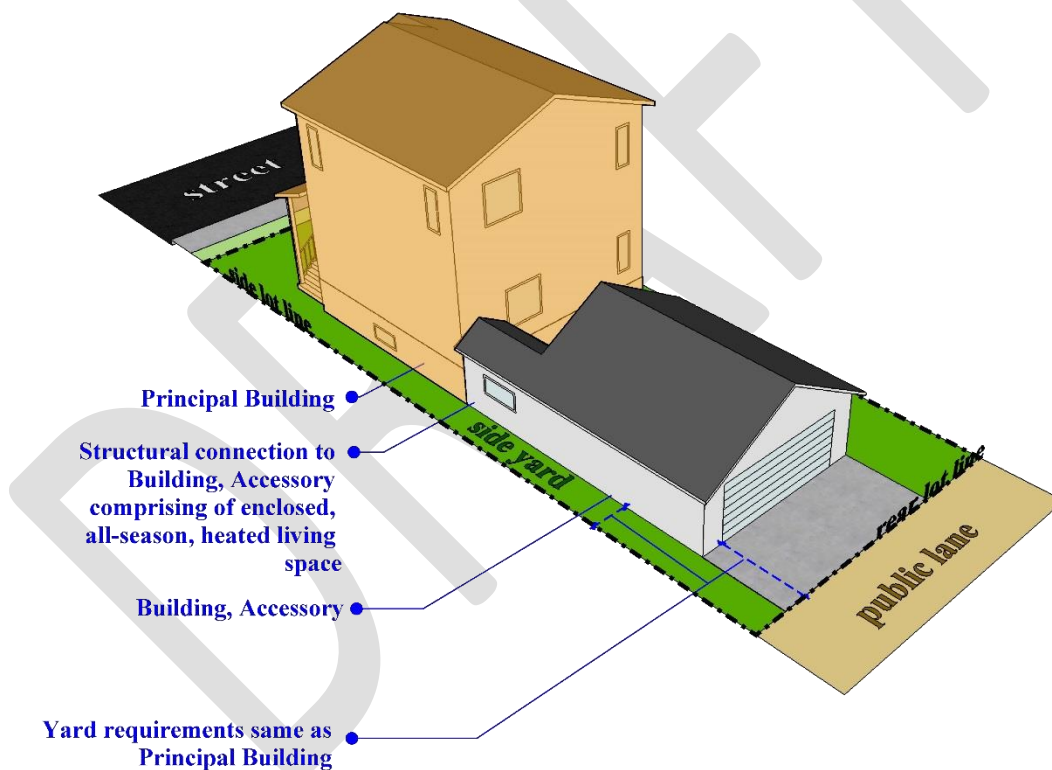 DRAFT
street
side lot line
Principal Building
Structural connection to
Building, Accessory
comprising of enclosed,
all-season, heated living
space
side yard
rear lot line
Building, Accessory
public lane
Yard requirements same as
Principal Building